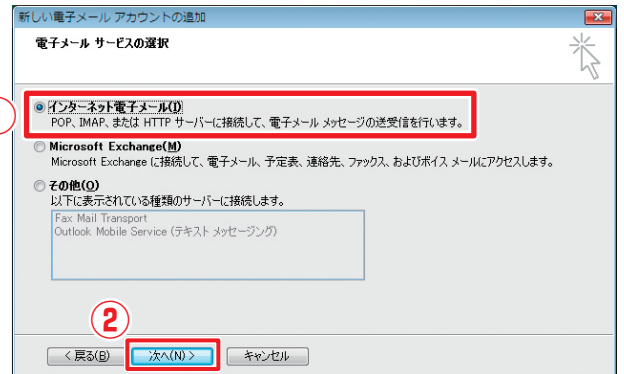 新しい電子メール アカウントの追加
電子メール サービスの選択
インターネット電子メール(I)
POP、IMAP、または HTTP サーバーに接続して、電子メール メッセージの送受信を行います。
Microsoft Exchange(M)
Microsoft Exchange に接続して、電子メール、予定表、連絡先、ファックス、およびボイス メールにアクセスします。
その他(O)
以下に表示されている種類のサーバーに接続します。
Fax Mail Transport
Outlook Mobile Service (テキスト メッセージング)
2
< 戻る(B) 次へ(N) > キャンセル